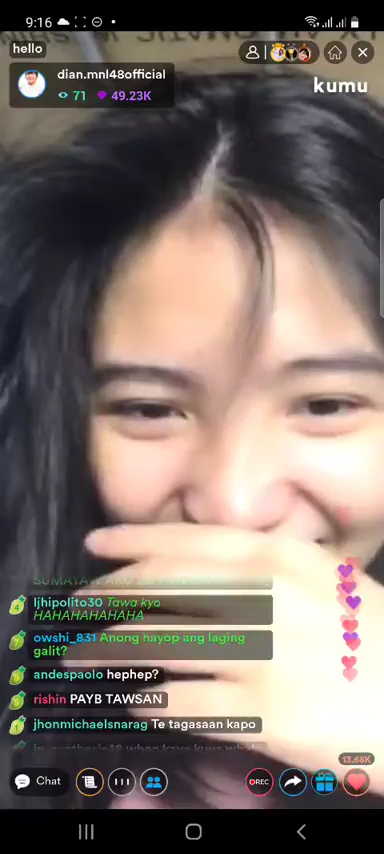 9:16
hello
dian.mnl48official
71 49.23K
kumu
ljhipolito30 Tawa kyo
HAHAHAHAHAHA
owshi_831 Anong hayop ang laging
galit?
andespaolo hephep?
rishin PAYB TAWSAN
jhonmichaelsnarag Te tagasaan kapo
13.68K
Chat
REC